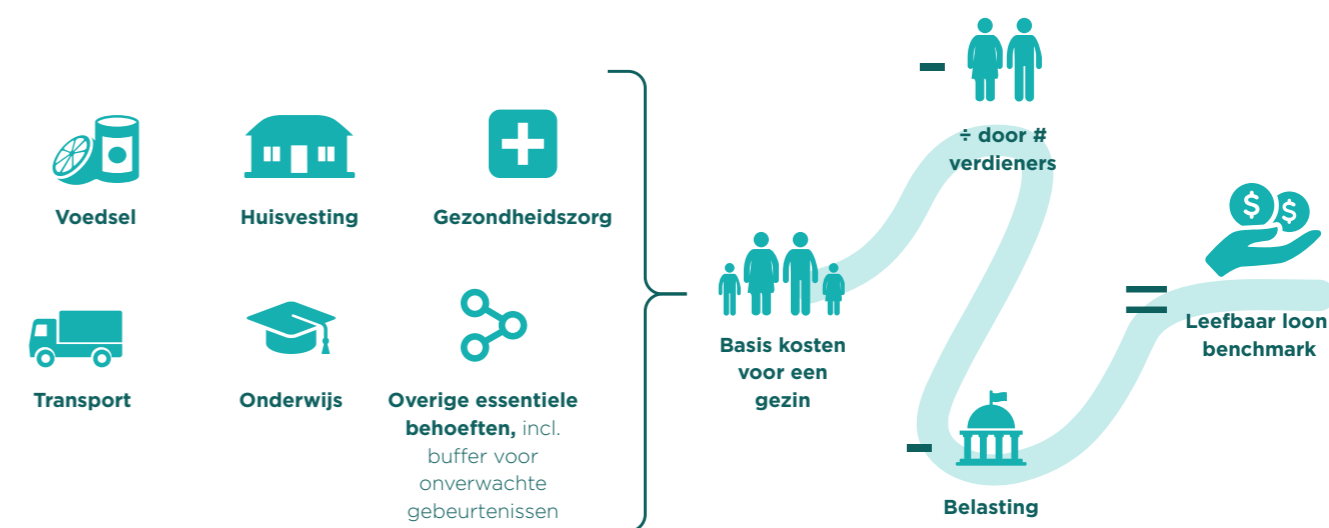 Voedsel
Huisvesting
Gezondheidszorg
Transport
Onderwijs
Overige essentiele
behoeften, incl.
buffer voor
onverwachte
gebeurtenissen
Basis kosten
voor een
gezin
-
÷ door #
verdieners
-
Belasting
=
$ $
Leefbaar loon
benchmark